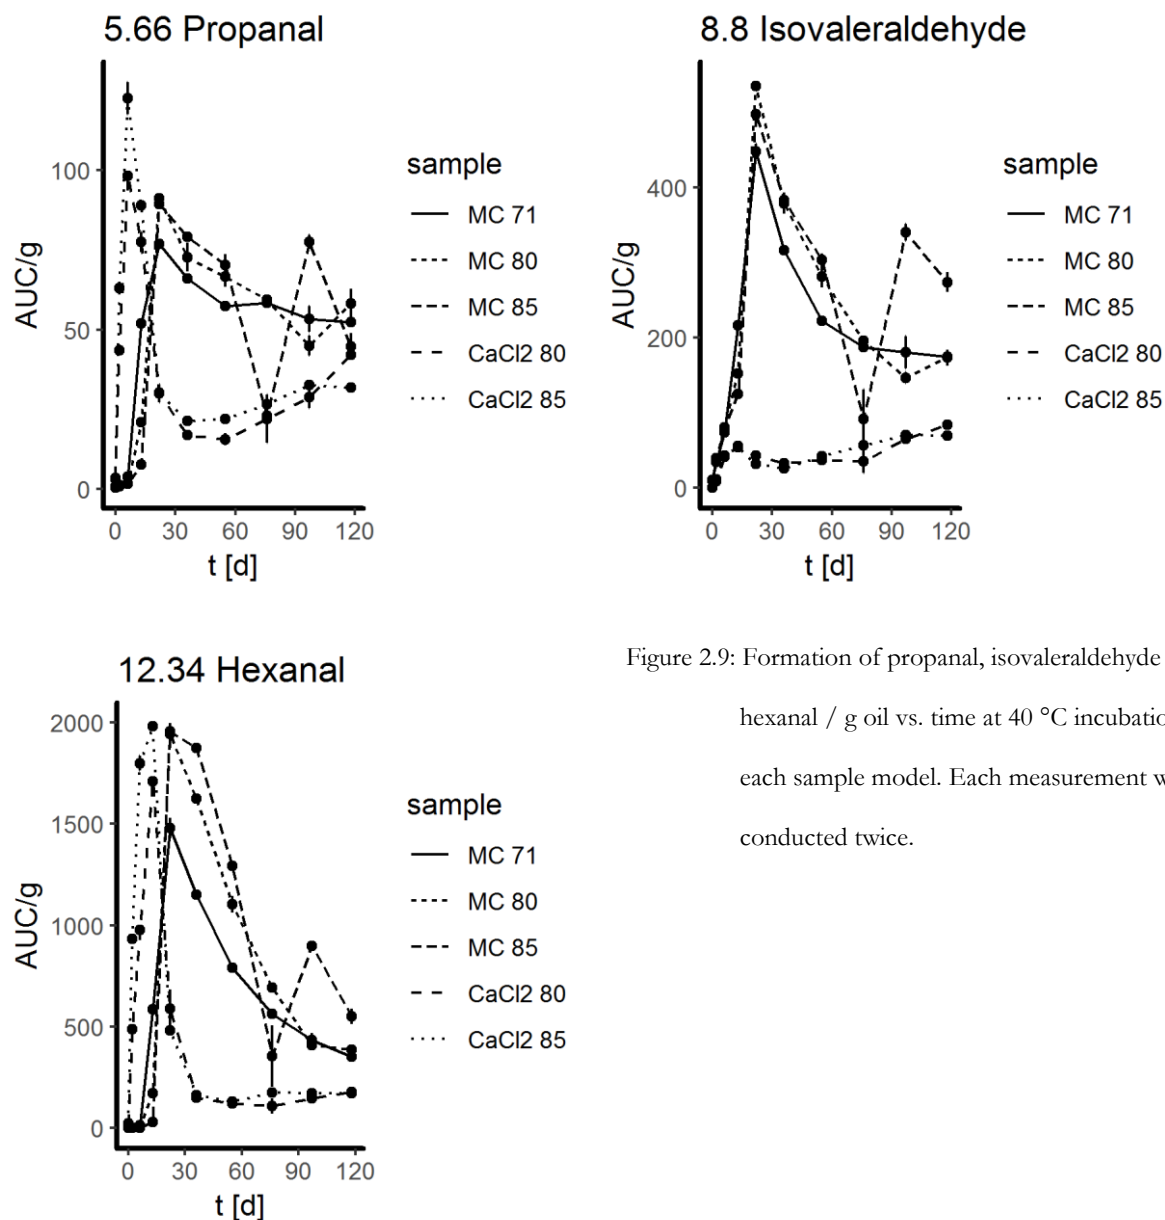 5.66 Propanal
100
50
0
AUC/g
0 30 60 90 120
t [d]
sample
MC 71
MC 80
MC 85
CaCl2 80
CaCl2 85
8.8 Isovaleraldehyde
400
200
0
AUC/g
0 30 60 90 120
t [d]
sample
MC 71
MC 80
MC 85
CaCl2 80
CaCl2 85
12.34 Hexanal
2000
1500
1000
500
0
AUC/g
0 30 60 90 120
t [d]
sample
MC 71
MC 80
MC 85
CaCl2 80
CaCl2 85
Figure 2.9: Formation of propanal, isovaleraldehyde
hexanal / g oil vs. time at 40 °C
each sample model. Each measurement
conducted twice.